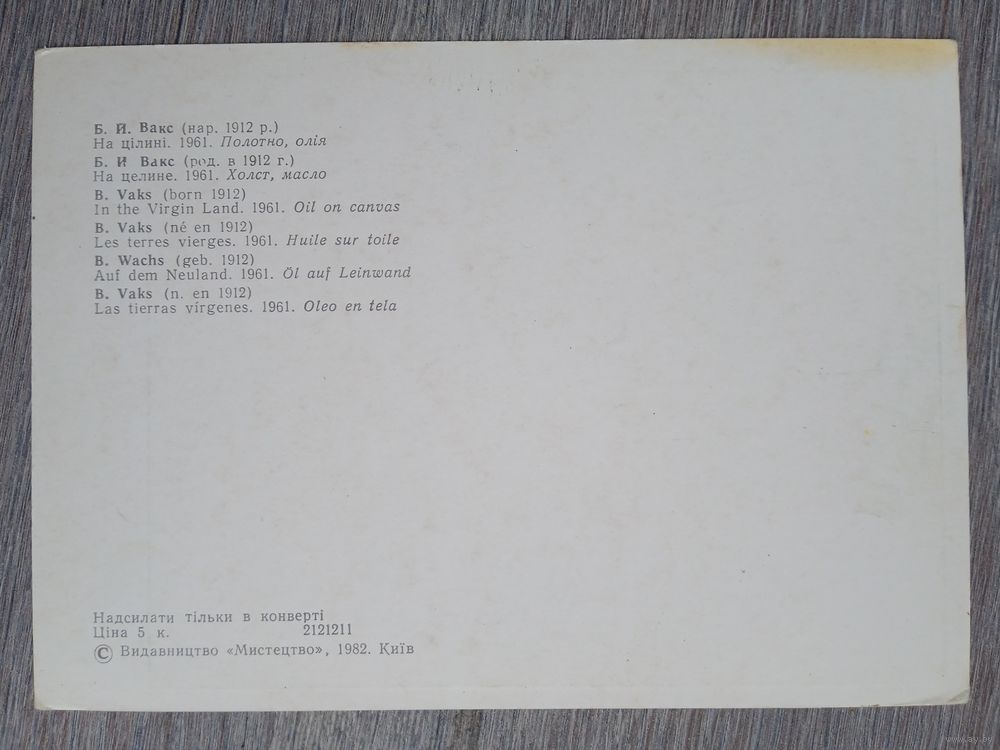 Б. Й. Вакс (нар. 1912 р.)
На цілині. 1961. Полотно, олія
Б. И Вакс (род. в 1912 г.)
На целине. 1961. Холст, масло
B. Vaks (born 1912)
In the Virgin Land. 1961. Oil on canvas
B. Vaks (né en 1912)
Les terres vierges. 1961. Huile sur toile
B. Wachs (geb. 1912)
Auf dem Neuland. 1961. Öl auf Leinwand
B. Vaks (n. en 1912)
Las tierras vírgenes. 1961. Oleo en tela
Надсилати тільки в конверті
Ціна 5 к. 2121211
© Видавництво «Мистецтво», 1982. Київ